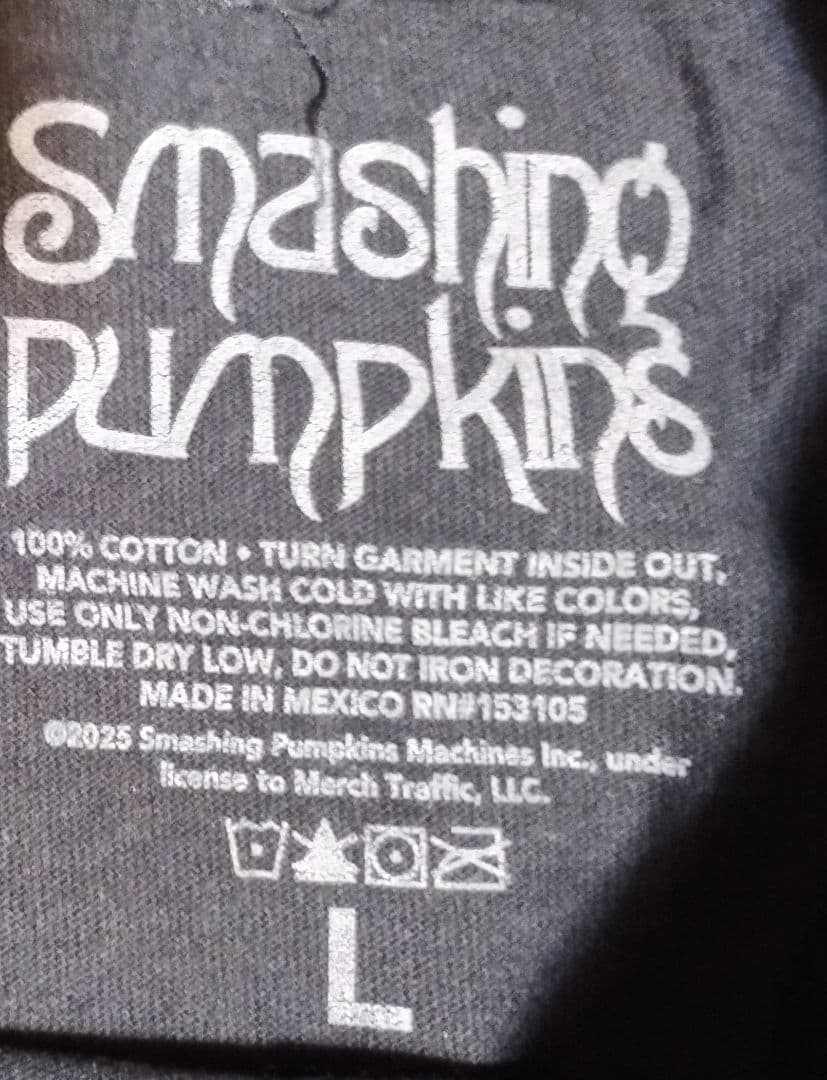 Smashing
Pumpkins
100% COTTON • TURN GARMENT INSIDE OUT,
MACHINE WASH COLD WITH LIKE COLORS,
USE ONLY NON-CHLORINE BLEACH IF NEEDED,
TUMBLE DRY LOW, DO NOT IRON DECORATION.
MADE IN MEXICO RN#153105
©2025 Smashing Pumpkins Machines Inc., under
license to Merch Traffic, LLC.
L